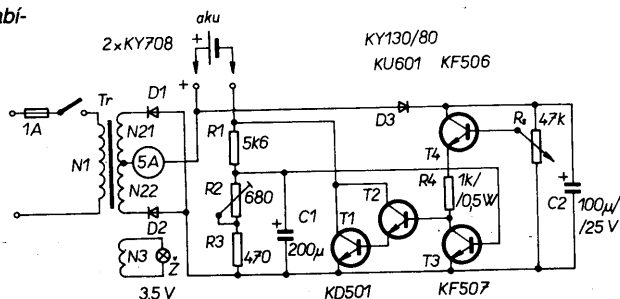 abí-
2×KY708
aku
+
KY130/80
KU601 KF506
+
Tr
D1
1A
N21
5A
N1
N22
D2
N3
Ž
3,5 V
R1
5k6
R2
680
R3
470
+
C1
200µ
D3
T4
R4
1k/
/0,5W
T2
T1
T3
KD501
KF507
R5
47k
+
C2
100µ/
/25 V